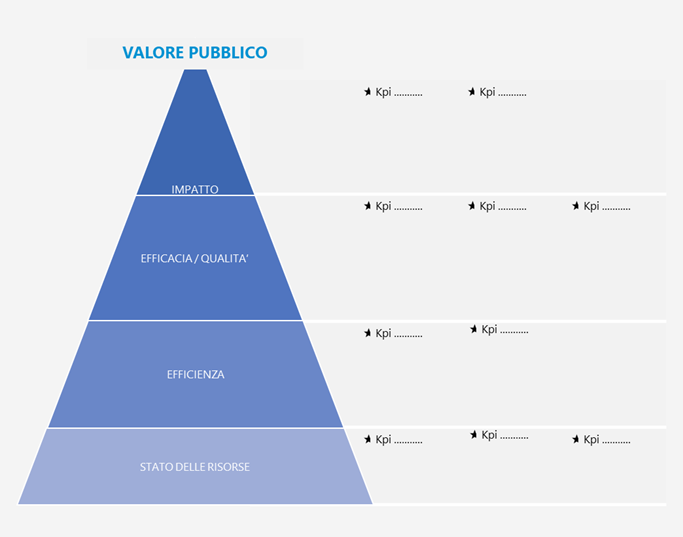 VALORE PUBBLICO
Kpi ........... Kpi ...........
IMPATTO
Kpi ........... Kpi ........... Kpi ...........
EFFICACIA / QUALITA’
Kpi ........... Kpi ...........
EFFICIENZA
Kpi ........... Kpi ........... Kpi ...........
STATO DELLE RISORSE